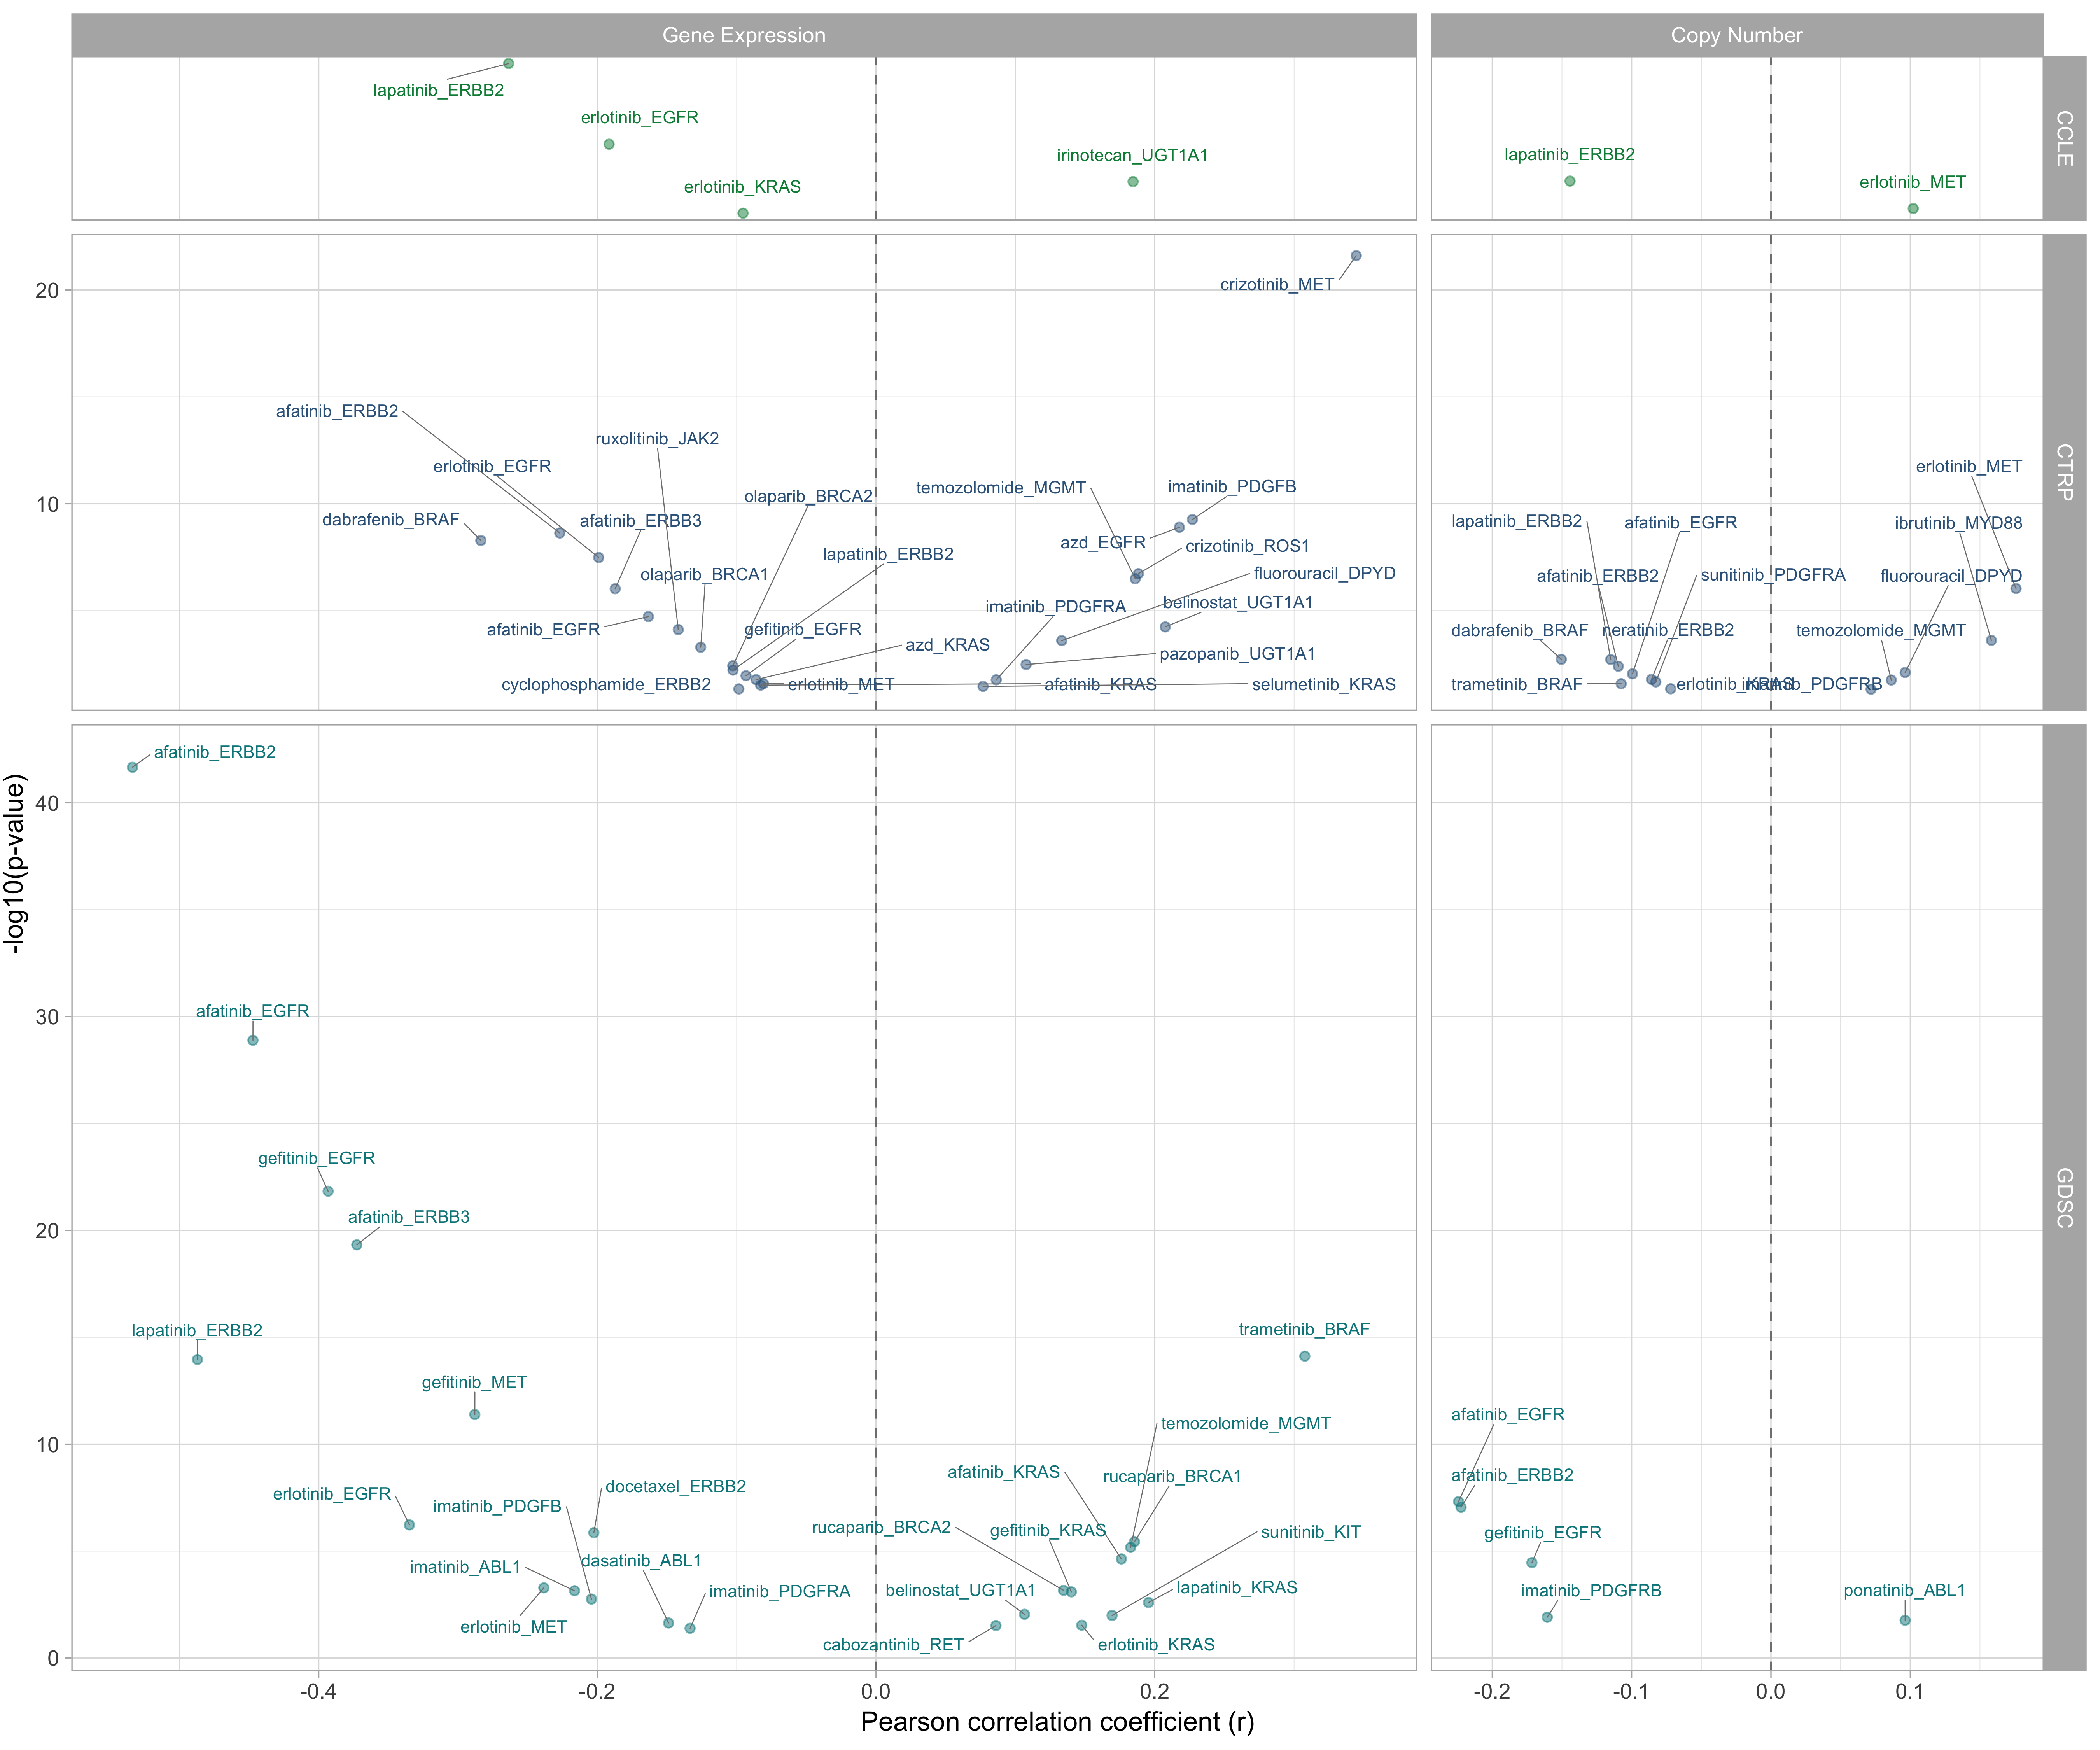 Gene Expression
Copy Number
CCLE
lapatinib_ERBB2
erlotinib_EGFR
irinotecan_UGT1A1
erlotinib_KRAS
lapatinib_ERBB2
erlotinib_MET
CTRP
20
10
crizotinib_MET
afatinib_ERBB2
ruxolitinib_JAK2
erlotinib_EGFR
temozolomide_MGMT
imatinib_PDGFB
olaparib_BRCA2
dabrafenib_BRAF
afatinib_ERBB3
azd_EGFR
crizotinib_ROS1
lapatinib_ERBB2
olaparib_BRCA1
fluorouracil_DPYD
imatinib_PDGFRA
belinostat_UGT1A1
afatinib_EGFR
gefitinib_EGFR
azd_KRAS
pazopanib_UGT1A1
cyclophosphamide_ERBB2
erlotinib_MET
afatinib_KRAS
selumetinib_KRAS
erlotinib_MET
lapatinib_ERBB2
afatinib_EGFR
ibrutinib_MYD88
afatinib_ERBB2
sunitinib_PDGFRA
fluorouracil_DPYD
dabrafenib_BRAF
neratinib_ERBB2
temozolomide_MGMT
trametinib_BRAF
erlotinib_KRAS
imatinib_PDGFRB
GDSC
-log10(p-value)
40
30
20
10
0
afatinib_ERBB2
afatinib_EGFR
gefitinib_EGFR
afatinib_ERBB3
lapatinib_ERBB2
trametinib_BRAF
gefitinib_MET
temozolomide_MGMT
afatinib_KRAS
rucaparib_BRCA1
docetaxel_ERBB2
erlotinib_EGFR
imatinib_PDGFB
rucaparib_BRCA2
gefitinib_KRAS
sunitinib_KIT
imatinib_ABL1
dasatinib_ABL1
imatinib_PDGFRA
belinostat_UGT1A1
lapatinib_KRAS
erlotinib_MET
cabozantinib_RET
erlotinib_KRAS
afatinib_EGFR
afatinib_ERBB2
gefitinib_EGFR
imatinib_PDGFRB
ponatinib_ABL1
-0.4
-0.2
0.0
0.2
-0.2
-0.1
0.0
0.1
Pearson correlation coefficient (r)